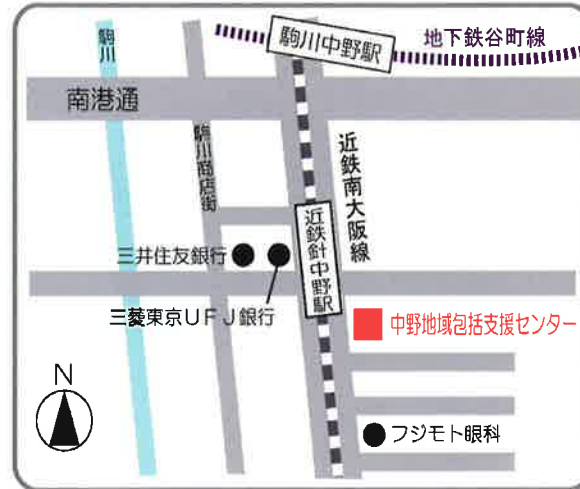 駒川
駒川中野駅
地下鉄谷町線
南港通
駒川商店街
近鉄南大阪線
近鉄針中野駅
三井住友銀行
三菱東京UFJ銀行
中野地域包括支援センター
N
フジモト眼科